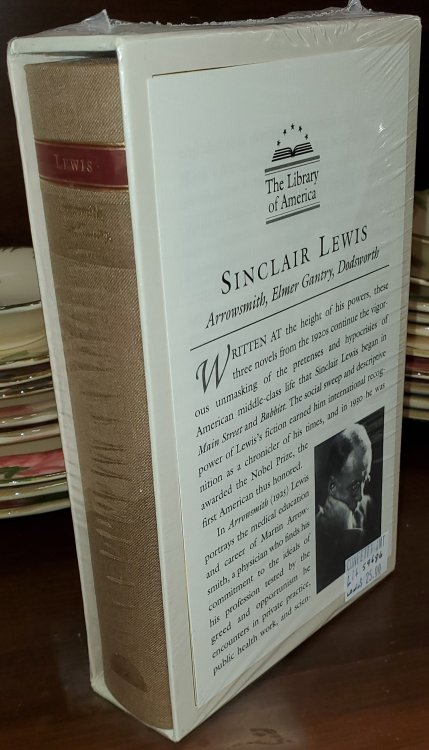 LEWIS
The Library
of America
SINCLAIR LEWIS
Arrowsmith, Elmer Gantry, Dodsworth
WRITTEN AT the height of his powers, these
three novels from the 1920s continue the vigor-
ous unmasking of the pretenses and hypocrisies of
American middle-class life that Sinclair Lewis began in
Main Street and Babbitt. The social sweep and descriptive
power of Lewis's fiction earned him international recog-
nition as a chronicler of his times, and in 1930 he was
awarded the Nobel Prize, the
first American thus honored.
In Arrowsmith (1925) Lewis
portrays the medical education
and career of Martin Arrow-
smith, a physician who finds his
commitment to the ideals of
his profession tested by the
greed and opportunism he
encounters in private practice,
public health work, and scien-
25.00